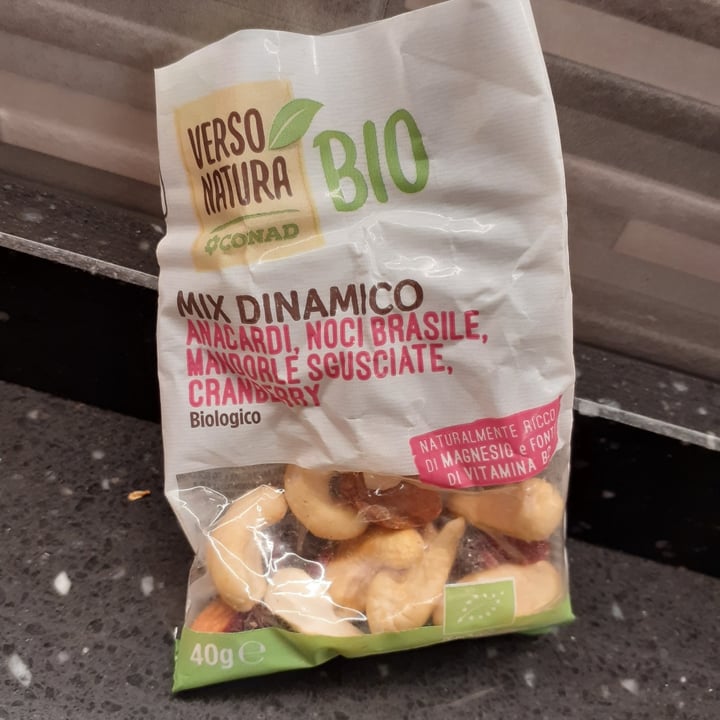 VERSO
NATURA
BIO
CONAD
MIX DINAMICO
ANACARDI, NOCI BRASILE,
MANDORLE SGUSCIATE,
CRANBERRY
Biologico
NATURALMENTE RICCO
DI MAGNESIO e FONTE
DI VITAMINA
40g e